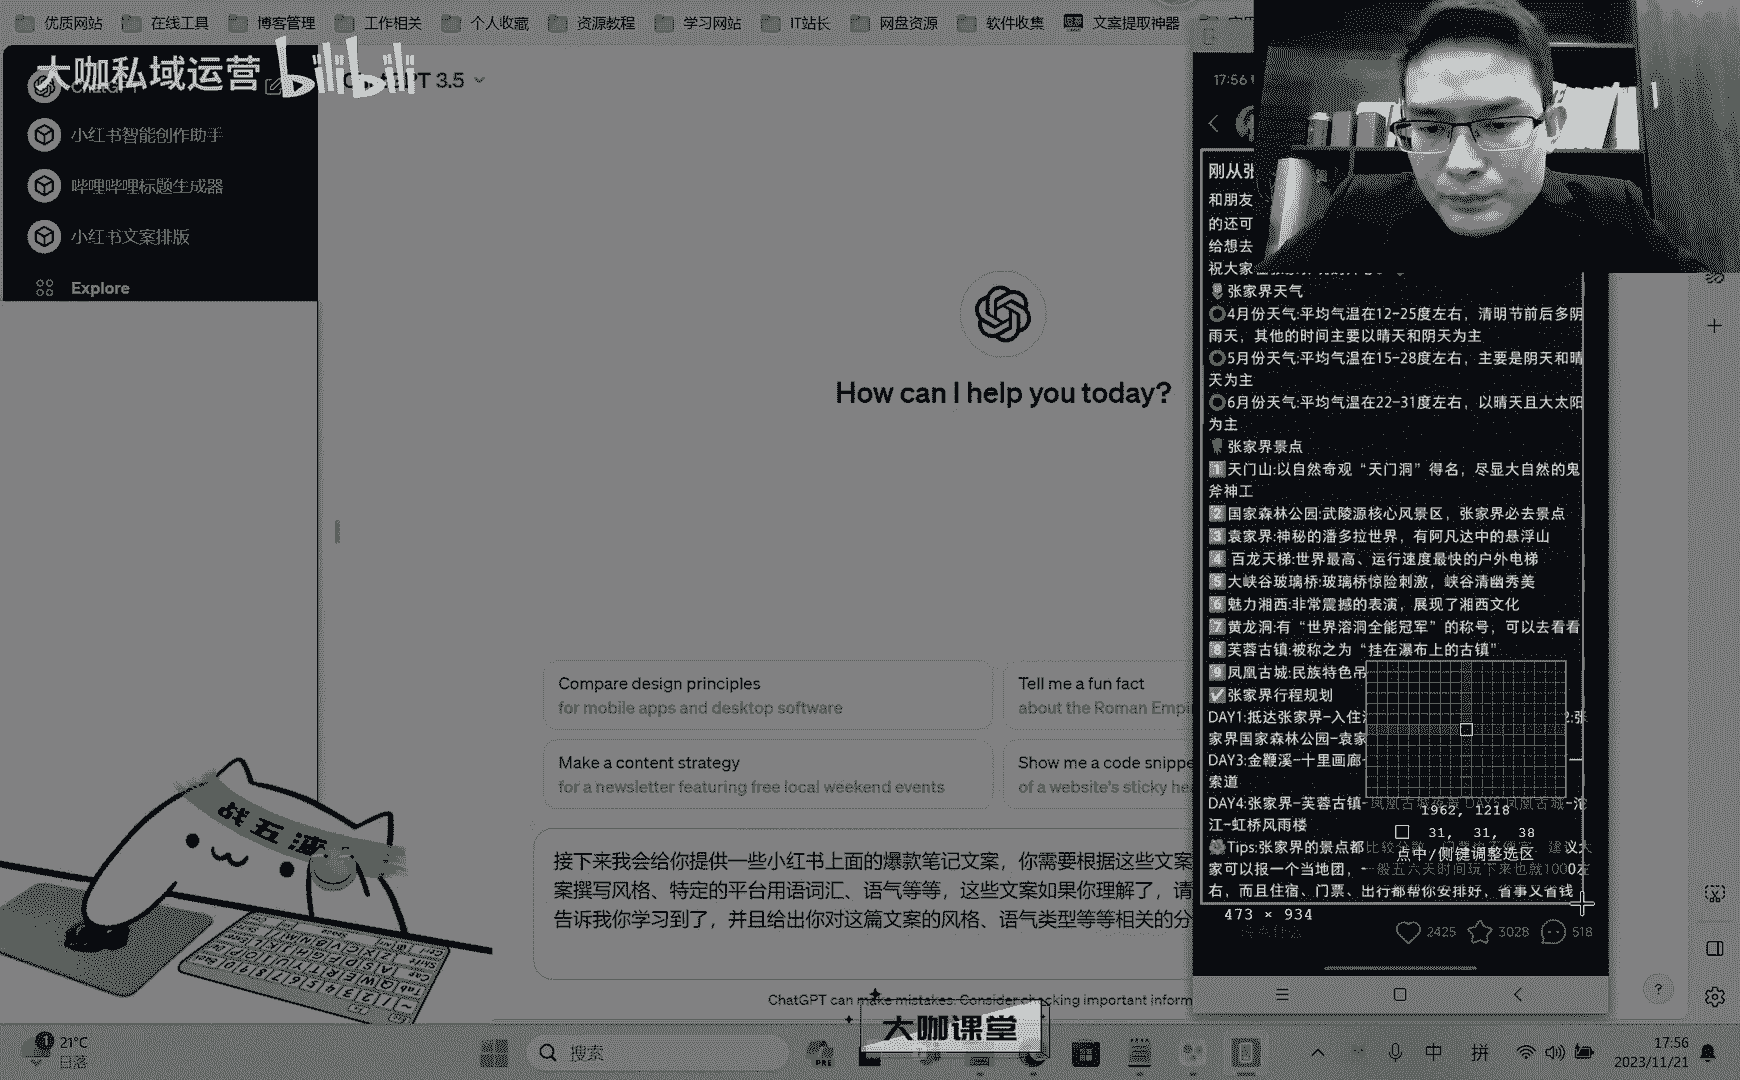 优质网站
在线工具
博客管理
工作相关
个人收藏
资源教程
学习网站
IT站长
网盘资源
软件收集
文案提取神器
大咖私域运营 bilibili
ChatGPT
PT 3.5
小红书智能创作助手
哔哩哔哩标题生成器
小红书文案排版
Explore
How can I help you today?
Compare design principles
for mobile apps and desktop software
Tell me a fun fact
about the Roman Empi
Make a content strategy
for a newsletter featuring free local weekend events
Show me a code snippe
of a website's sticky hea
接下来我会给你提供一些小红书上面的爆款笔记文案，你需要根据这些文案
案撰写风格、特定的平台用语词汇、语气等等，这些文案如果你理解了，请
告诉我你学习到了，并且给出你对这篇文案的风格、语气类型等等相关的分
ChatGPT can make mistakes. Consider checking important inform
17:56
刚从张
和朋友
的还可
给想去
祝大家
张家界天气
4月份天气:平均气温在12-25度左右，清明节前后多阴
雨天，其他的时间主要以晴天和阴天为主
5月份天气:平均气温在15-28度左右，主要是阴天和晴
天为主
6月份天气:平均气温在22-31度左右，以晴天且大太阳
为主
张家界景点
1天门山:以自然奇观“天门洞”得名，尽显大自然的鬼
斧神工
2国家森林公园:武陵源核心风景区，张家界必去景点
3袁家界:神秘的潘多拉世界，有阿凡达中的悬浮山
4 百龙天梯:世界最高、运行速度最快的户外电梯
5大峡谷玻璃桥:玻璃桥惊险刺激，峡谷清幽秀美
6魅力湘西:非常震撼的表演，展现了湘西文化
7黄龙洞:有“世界溶洞全能冠军”的称号，可以去看看
8芙蓉古镇:被称之为“挂在瀑布上的古镇”
9凤凰古城:民族特色吊
张家界行程规划
DAY1:抵达张家界-入住 2:张
家界国家森林公园-袁家
DAY3:金鞭溪-十里画廊-
索道
DAY4:张家界-芙蓉古镇-凤凰古城夜景 DAY5:凤凰古城-沱
江-虹桥风雨楼
Tips:张家界的景点都比较分散 建议大
家可以报一个当地团，一般五六天时间玩下来也就1000左
右，而且住宿、门票、出行都帮你安排好，省事又省钱
1962, 1218
31, 31, 38
点中/侧键调整选区
473 × 934
2425
3028
518
?
大咖课堂
1
21°C
日落
搜索
PRE
中
拼
17:56
2023/11/21